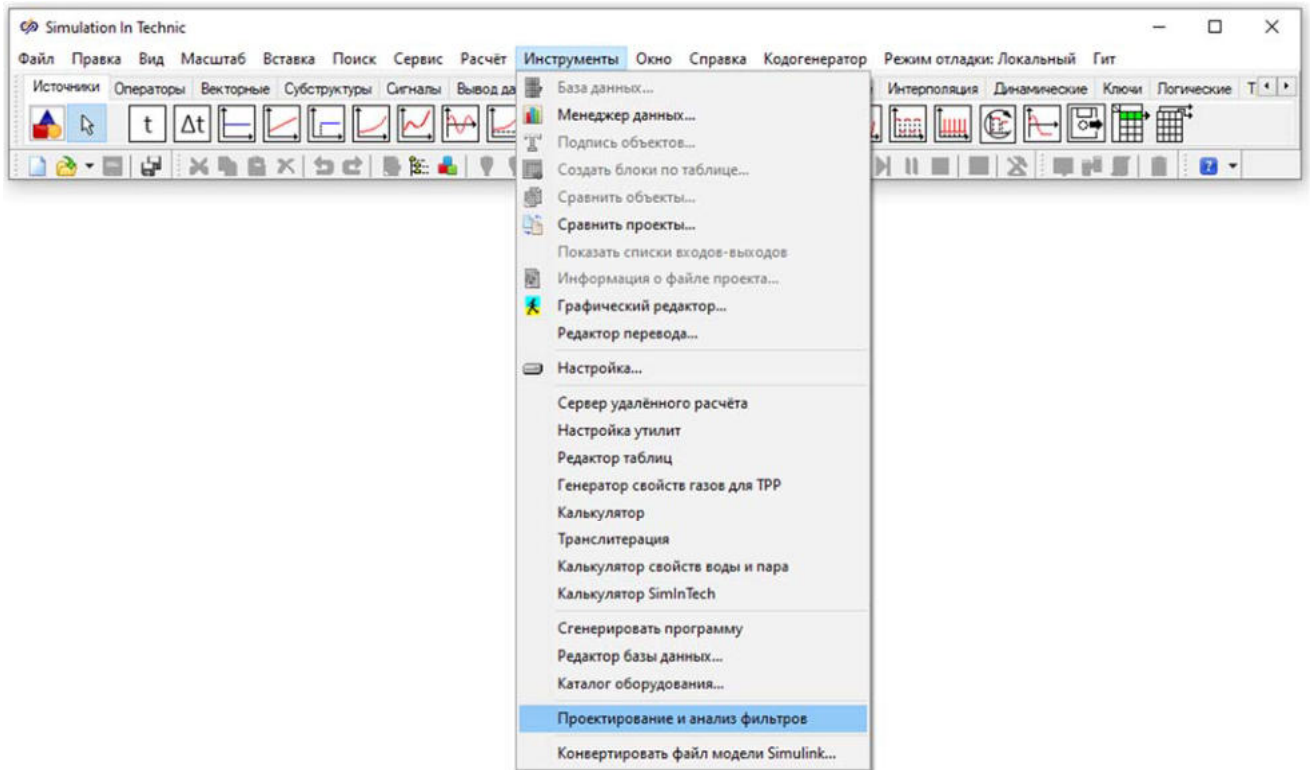 Simulation In Technic
Файл Правка Вид Масштаб Вставка Поиск Сервис Расчёт Инструменты Окно Справка Кодогенератор Режим отладки: Локальный Гит
Источники Операторы Векторные Субструктуры Сигналы Вывод да Интерполяция Динамические Ключи Логические Т
t Δt
База данных...
Менеджер данных...
Подпись объектов...
Создать блоки по таблице...
Сравнить объекты...
Сравнить проекты...
Показать списки входов-выходов
Информация о файле проекта...
Графический редактор...
Редактор перевода...
Настройка...
Сервер удалённого расчёта
Настройка утилит
Редактор таблиц
Генератор свойств газов для TPP
Калькулятор
Транслитерация
Калькулятор свойств воды и пара
Калькулятор SimInTech
Сгенерировать программу
Редактор базы данных...
Каталог оборудования...
Проектирование и анализ фильтров
Конвертировать файл модели Simulink...